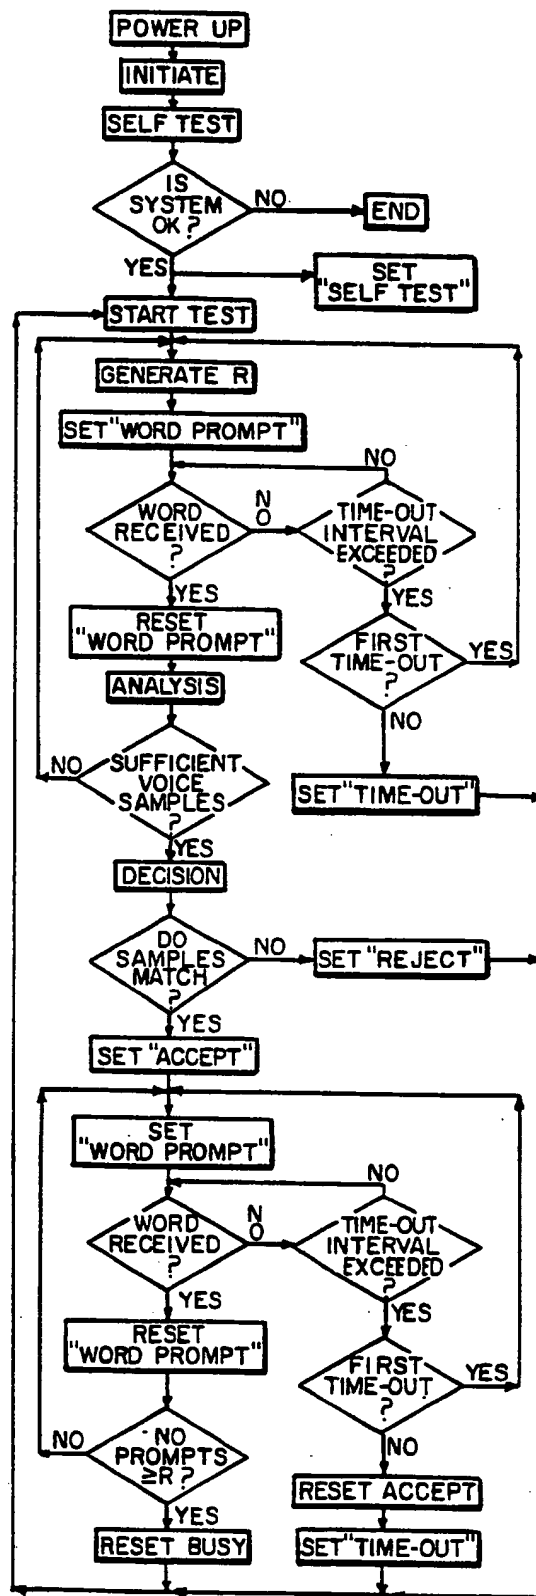 POWER UP
INITIATE
SELF TEST
IS
SYSTEM
OK?
NO
END
YES
SET
"SELF TEST"
START TEST
GENERATE R
SET "WORD PROMPT"
NO
WORD
RECEIVED
?
NO
TIME-OUT
INTERVAL
EXCEEDED
?
YES
YES
RESET
"WORD PROMPT"
FIRST
TIME-OUT
?
YES
ANALYSIS
NO
NO
SUFFICIENT
VOICE
SAMPLES
?
SET "TIME-OUT"
YES
DECISION
DO
SAMPLES
MATCH
?
NO
SET "REJECT"
YES
SET "ACCEPT"
SET
"WORD PROMPT"
NO
WORD
RECEIVED
?
NO
TIME-OUT
INTERVAL
EXCEEDED
?
YES
YES
RESET
"WORD PROMPT"
FIRST
TIME-OUT
?
YES
NO
NO
PROMPTS
≥R?
NO
RESET ACCEPT
YES
RESET BUSY
SET "TIME-OUT"